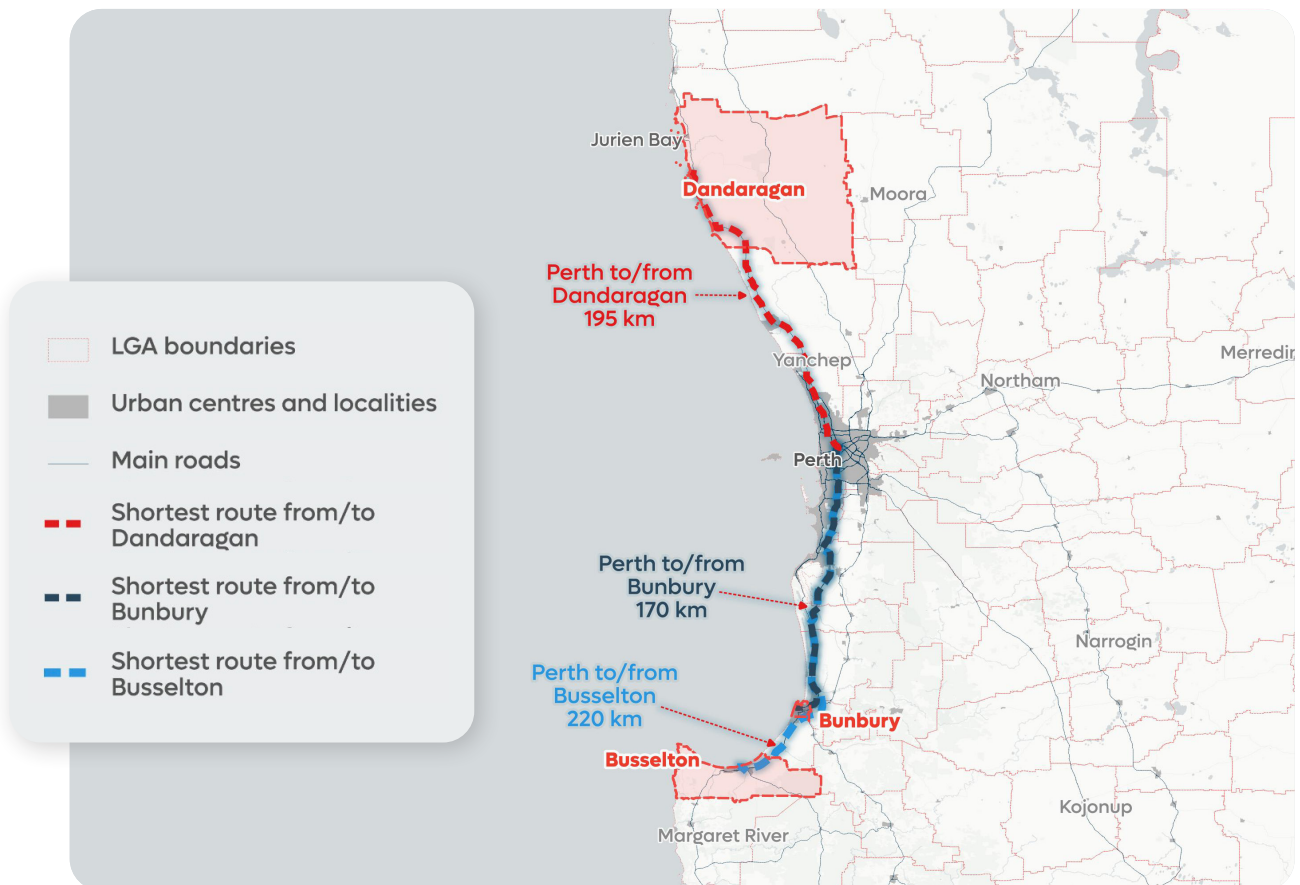 Jurien Bay
Dandaragan
Moora
Perth to/from
Dandaragan
195 km
LGA boundaries
Urban centres and localities
Main roads
Shortest route from/to
Dandaragan
Shortest route from/to
Bunbury
Shortest route from/to
Busselton
Yanchep
Merredin
Northam
Perth
Perth to/from
Bunbury
170 km
Narrogin
Perth to/from
Busselton
220 km
Bunbury
Busselton
Kojonup
Margaret River